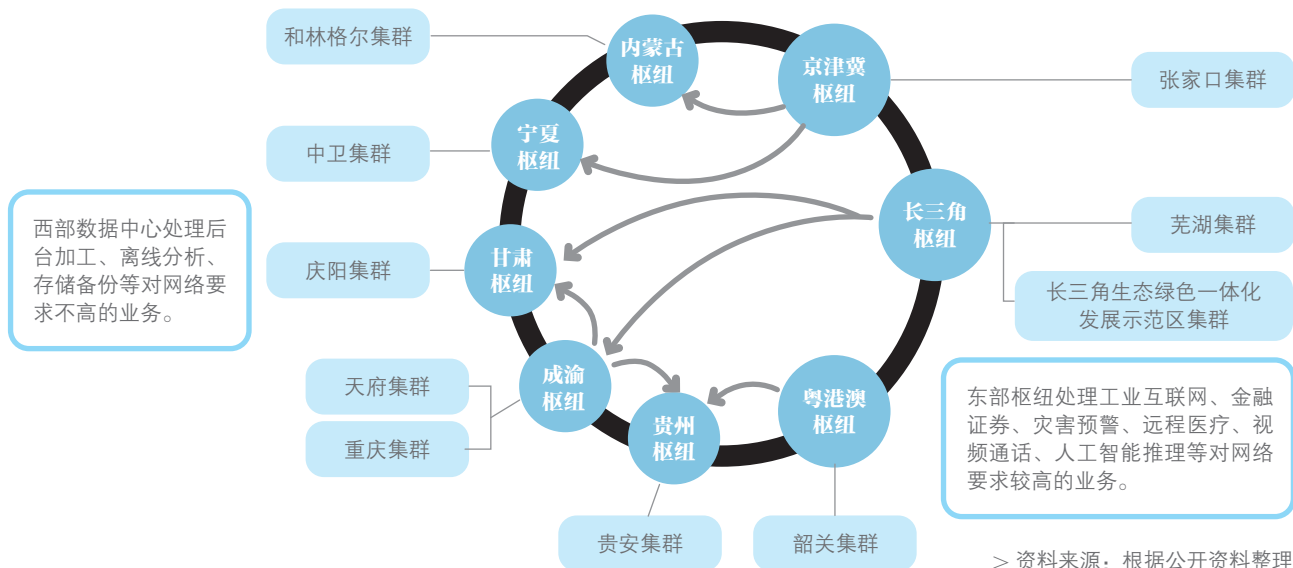 和林格尔集群
内蒙古
枢纽
京津冀
枢纽
张家口集群
中卫集群
宁夏
枢纽
西部数据中心处理后
台加工、离线分析、
存储备份等对网络要
求不高的业务。
长三角
枢纽
芜湖集群
庆阳集群
甘肃
枢纽
长三角生态绿色一体化
发展示范区集群
天府集群
重庆集群
成渝
枢纽
贵州
枢纽
粤港澳
枢纽
东部枢纽处理工业互联网、金融
证券、灾害预警、远程医疗、视
频通话、人工智能推理等对网络
要求较高的业务。
贵安集群
韶关集群
> 资料来源：根据公开资料整理